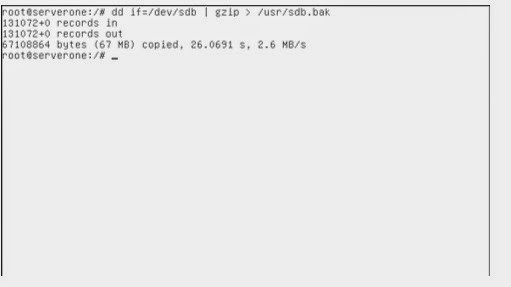 root@serverone:/# dd if=/dev/sdb | gzip > /usr/sdb.bak
131072+0 records in
131072+0 records out
67108864 bytes (67 MB) copied, 26.0691 s, 2.6 MB/s
root@serverone:/# _